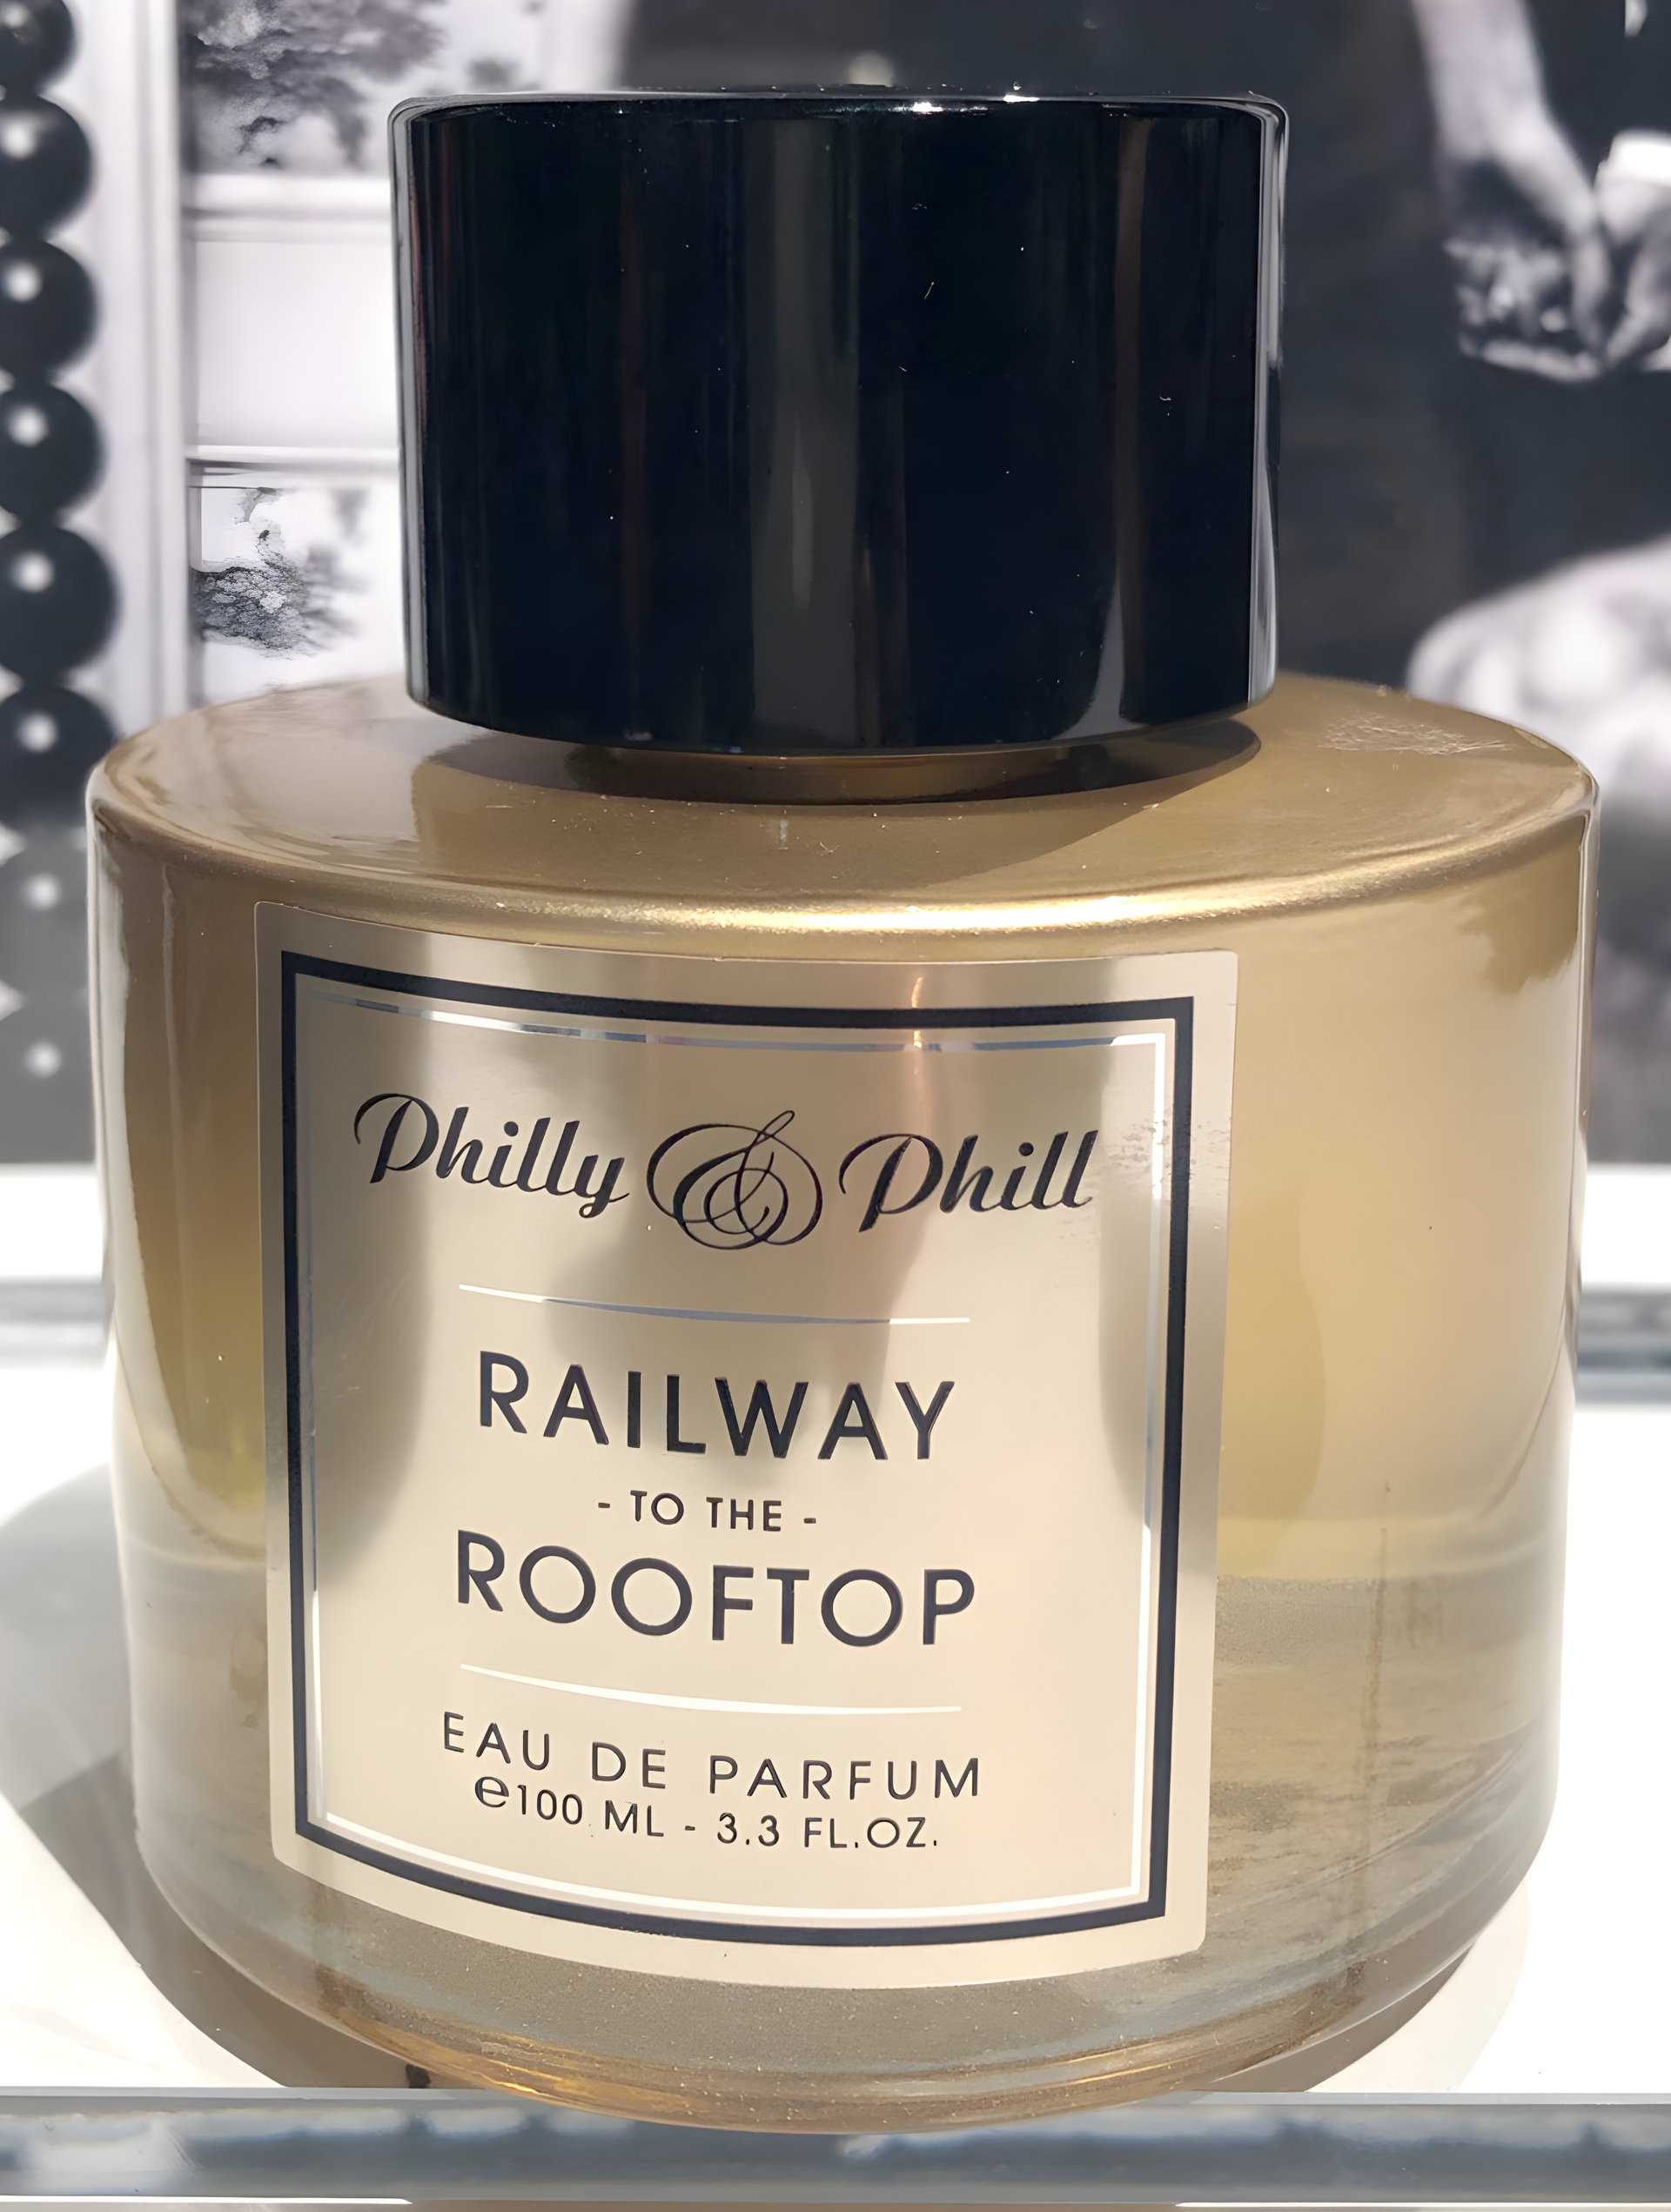 Philly & Phill
RAILWAY
- TO THE -
ROOFTOP
EAU DE PARFUM
℮100 ML - 3.3 FL.OZ.